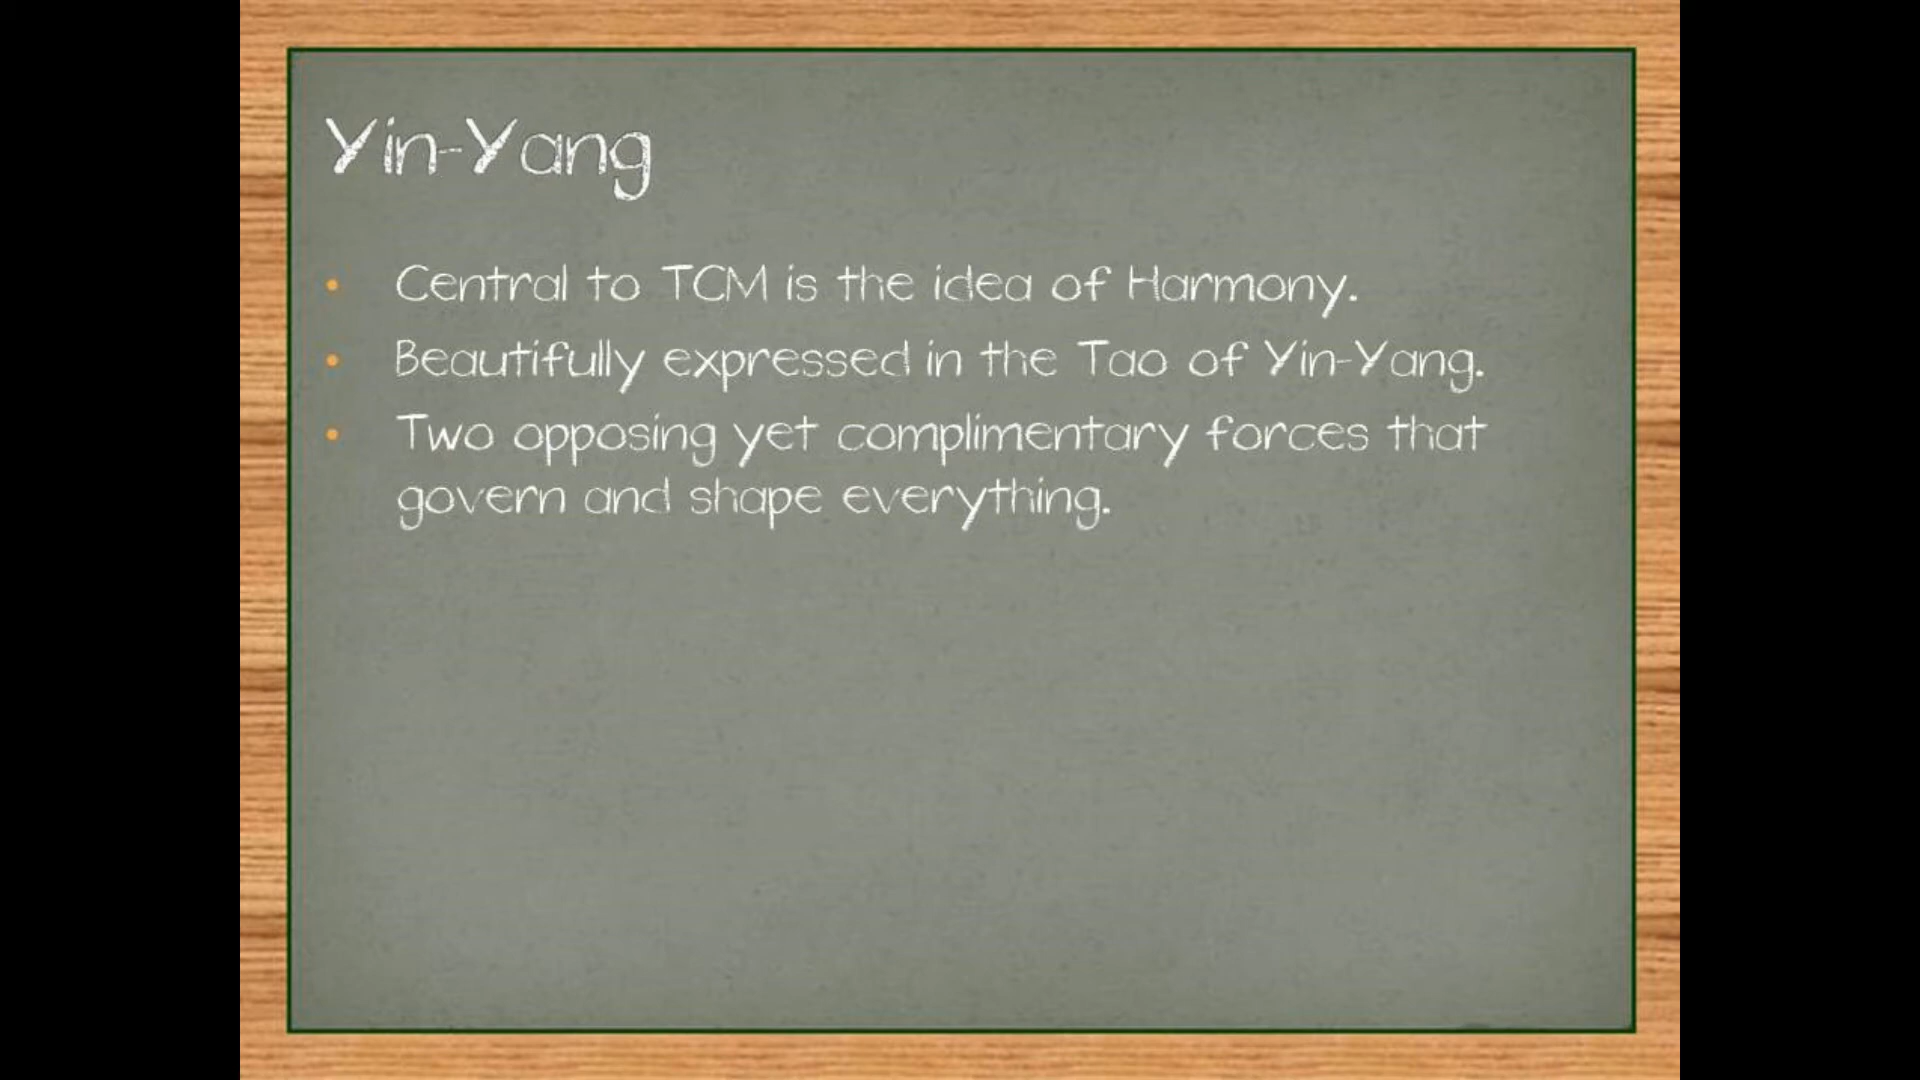 Yin-Yang
• Central to TCM is the idea of Harmony.
• Beautifully expressed in the Tao of Yin-Yang.
• Two opposing yet complimentary forces that
govern and shape everything.